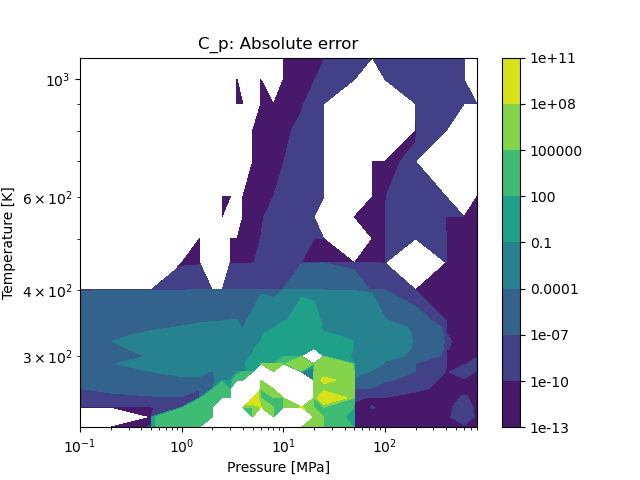 C_p: Absolute error
Temperature [K]
10³
6 × 10²
4 × 10²
3 × 10²
10⁻¹
10⁰
10¹
10²
Pressure [MPa]
1e+11
1e+08
100000
100
0.1
0.0001
1e-07
1e-10
1e-13